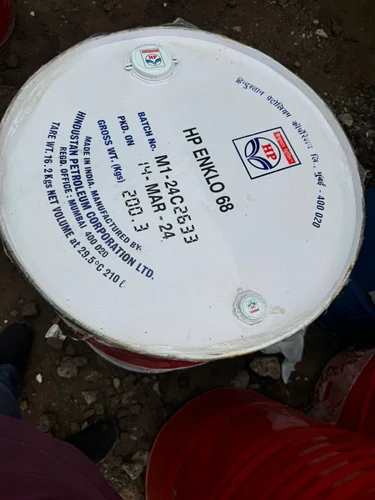 हिन्दुस्तान पेट्रोलियम कॉर्पोरेशन लि., मुंबई - 400 020
HP
HP ENKLO 68
BATCH No. M1-24C2633
PKD. ON 14-MAR-24
GROSS WT. (Kgs) 200.3
MADE IN INDIA. MANUFACTURED BY-
HINDUSTAN PETROLEUM CORPORATION LTD.
REGD. OFFICE: MUMBAI 400 020
TARE WT. 16.2 Kgs NET VOLUME at 29.5°C 210 ℓ